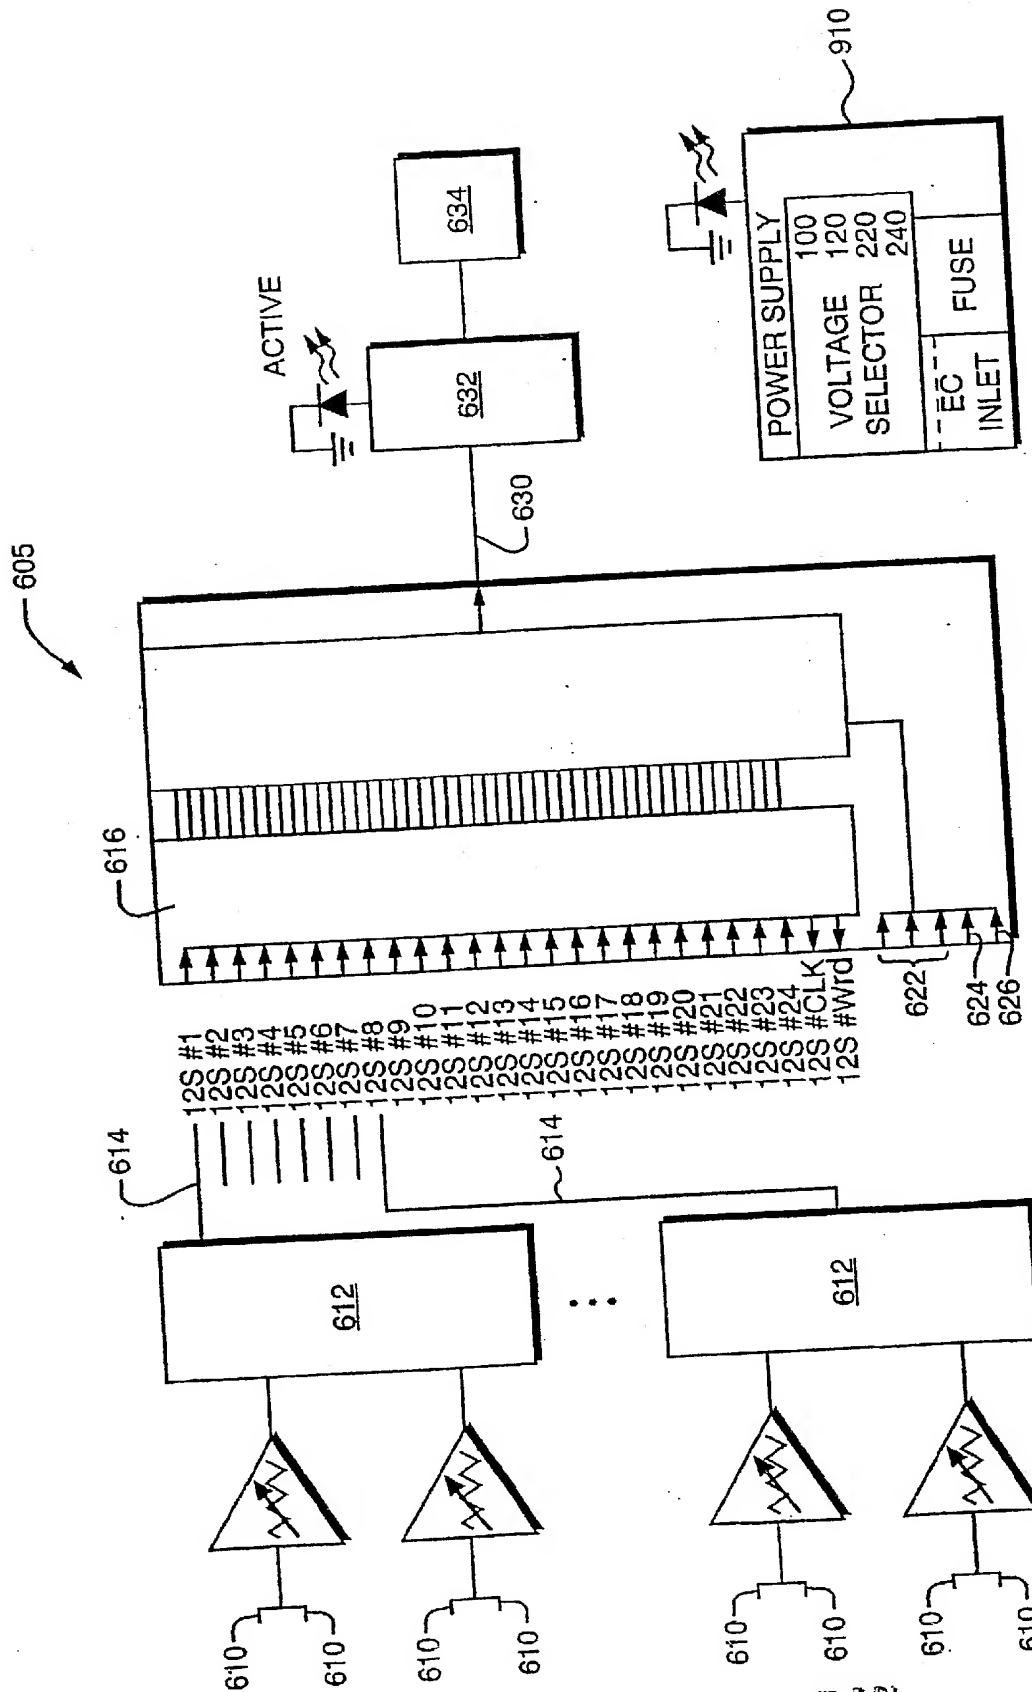 605
616
614
12S #1
12S #2
12S #3
12S #4
12S #5
12S #6
12S #7
12S #8
12S #9
12S #10
12S #11
12S #12
12S #13
12S #14
12S #15
12S #16
12S #17
12S #18
12S #19
12S #20
12S #21
12S #22
12S #23
12S #24
12S #CLK
12S #Wrd
622
624
626
614
612
612
610
610
610
610
610
610
610
610
630
632
ACTIVE
634
910
POWER SUPPLY
VOLTAGE
SELECTOR
100
120
220
240
EC
INLET
FUSE